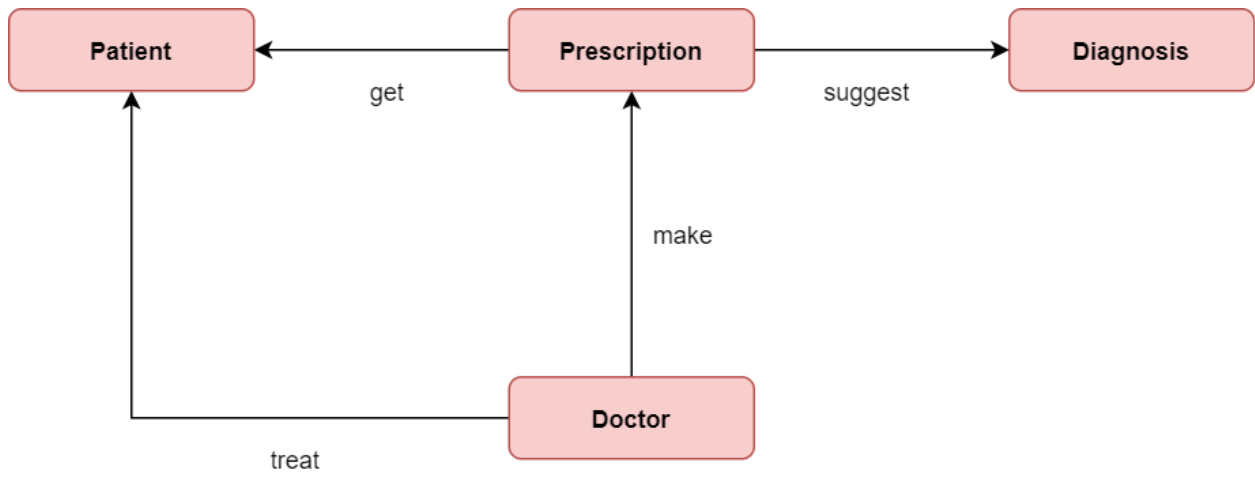 Patient
Prescription
Diagnosis
get
suggest
make
Doctor
treat